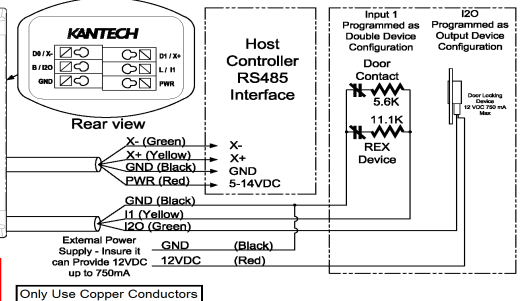 KANTECH
D0 / X-
B / I2O
GND
D1 / X+
L / I1
PWR
Rear view
Host
Controller
RS485
Interface
X- (Green)
X+ (Yellow)
GND (Black)
PWR (Red)
X-
X+
GND
5-14VDC
GND (Black)
I1 (Yellow)
I2O (Green)
External Power
Supply - Insure it
can Provide 12VDC
up to 750mA
GND (Black)
12VDC (Red)
Input 1
Programmed as
Double Device
Configuration
Door
Contact
5.6K
11.1K
REX
Device
I2O
Programmed as
Output Device
Configuration
Door Locking
Device
12 VDC 750 mA
Max
Only Use Copper Conductors